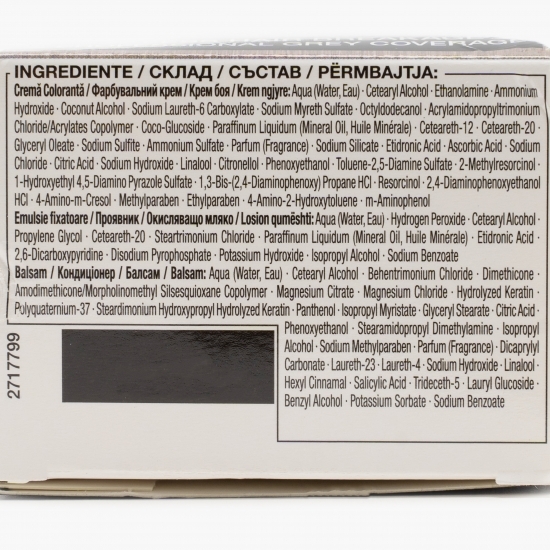 GREY COVERAGE
INGREDIENTE / СКЛАД / СЪСТАВ / PËRMBAJTJA:
Cremă Colorantă / Фарбувальний крем / Крем боя / Krem ngjyre: Aqua (Water, Eau) · Cetearyl Alcohol · Ethanolamine · Ammonium
Hydroxide · Coconut Alcohol · Sodium Laureth-6 Carboxylate · Sodium Myreth Sulfate · Octyldodecanol · Acrylamidopropyltrimonium
Chloride/Acrylates Copolymer · Coco-Glucoside · Paraffinum Liquidum (Mineral Oil, Huile Minérale) · Ceteareth-12 · Ceteareth-20 ·
Glyceryl Oleate · Sodium Sulfite · Ammonium Sulfate · Parfum (Fragrance) · Sodium Silicate · Etidronic Acid · Ascorbic Acid · Sodium
Chloride · Citric Acid · Sodium Hydroxide · Linalool · Citronellol · Phenoxyethanol · Toluene-2,5-Diamine Sulfate · 2-Methylresorcinol ·
1-Hydroxyethyl 4,5-Diamino Pyrazole Sulfate · 1,3-Bis-(2,4-Diaminophenoxy) Propane HCl · Resorcinol · 2,4-Diaminophenoxyethanol
HCl · 4-Amino-m-Cresol · Methylparaben · Ethylparaben · 4-Amino-2-Hydroxytoluene · m-Aminophenol
Emulsie fixatoare / Проявник / Окисляващо мляко / Losion qumështi: Aqua (Water, Eau) · Hydrogen Peroxide · Cetearyl Alcohol ·
Propylene Glycol · Ceteareth-20 · Steartrimonium Chloride · Paraffinum Liquidum (Mineral Oil, Huile Minérale) · Etidronic Acid ·
2,6-Dicarboxypyridine · Disodium Pyrophosphate · Potassium Hydroxide · Isopropyl Alcohol · Sodium Benzoate
Balsam / Кондиціонер / Балсам / Balsam: Aqua (Water, Eau) · Cetearyl Alcohol · Behentrimonium Chloride · Dimethicone ·
Amodimethicone/Morpholinomethyl Silsesquioxane Copolymer · Magnesium Citrate · Magnesium Chloride · Hydrolyzed Keratin ·
Polyquaternium-37 · Steardimonium Hydroxypropyl Hydrolyzed Keratin · Panthenol · Isopropyl Myristate · Glyceryl Stearate · Citric Acid ·
Phenoxyethanol · Stearamidopropyl Dimethylamine · Isopropyl
Alcohol · Sodium Methylparaben · Parfum (Fragrance) · Dicaprylyl
Carbonate · Laureth-23 · Laureth-4 · Sodium Hydroxide · Linalool ·
Hexyl Cinnamal · Salicylic Acid · Trideceth-5 · Lauryl Glucoside ·
Benzyl Alcohol · Potassium Sorbate · Sodium Benzoate
2717799